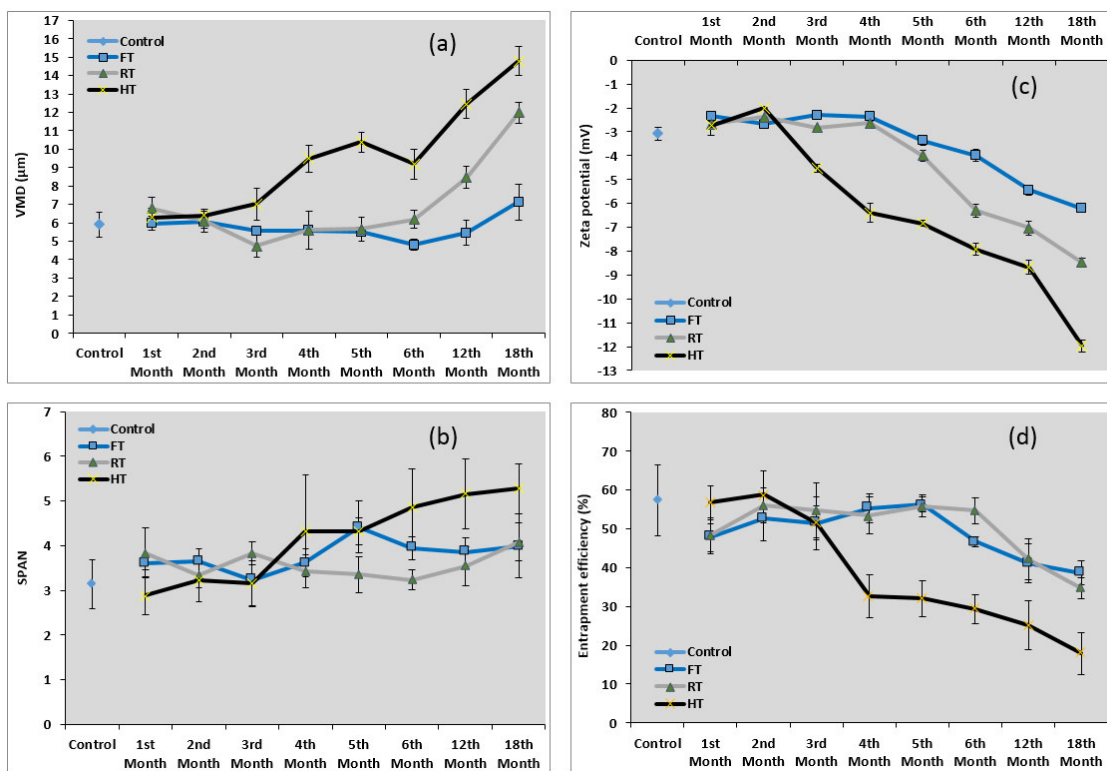 17
16
15
14
13
12
11
10
9
8
7
6
5
4
3
2
1
0
VMD (µm)
Control
FT
RT
HT
(a)
Control 1st Month 2nd Month 3rd Month 4th Month 5th Month 6th Month 12th Month 18th Month
Control 1st Month 2nd Month 3rd Month 4th Month 5th Month 6th Month 12th Month 18th Month
0
-1
-2
-3
-4
-5
-6
-7
-8
-9
-10
-11
-12
-13
Zeta potential (mV)
(c)
Control
FT
RT
HT
7
6
5
4
3
2
1
0
SPAN
Control
FT
RT
HT
(b)
Control 1st Month 2nd Month 3rd Month 4th Month 5th Month 6th Month 12th Month 18th Month
80
70
60
50
40
30
20
10
0
Entrapment efficiency (%)
(d)
Control
FT
RT
HT
Control 1st Month 2nd Month 3rd Month 4th Month 5th Month 6th Month 12th Month 18th Month